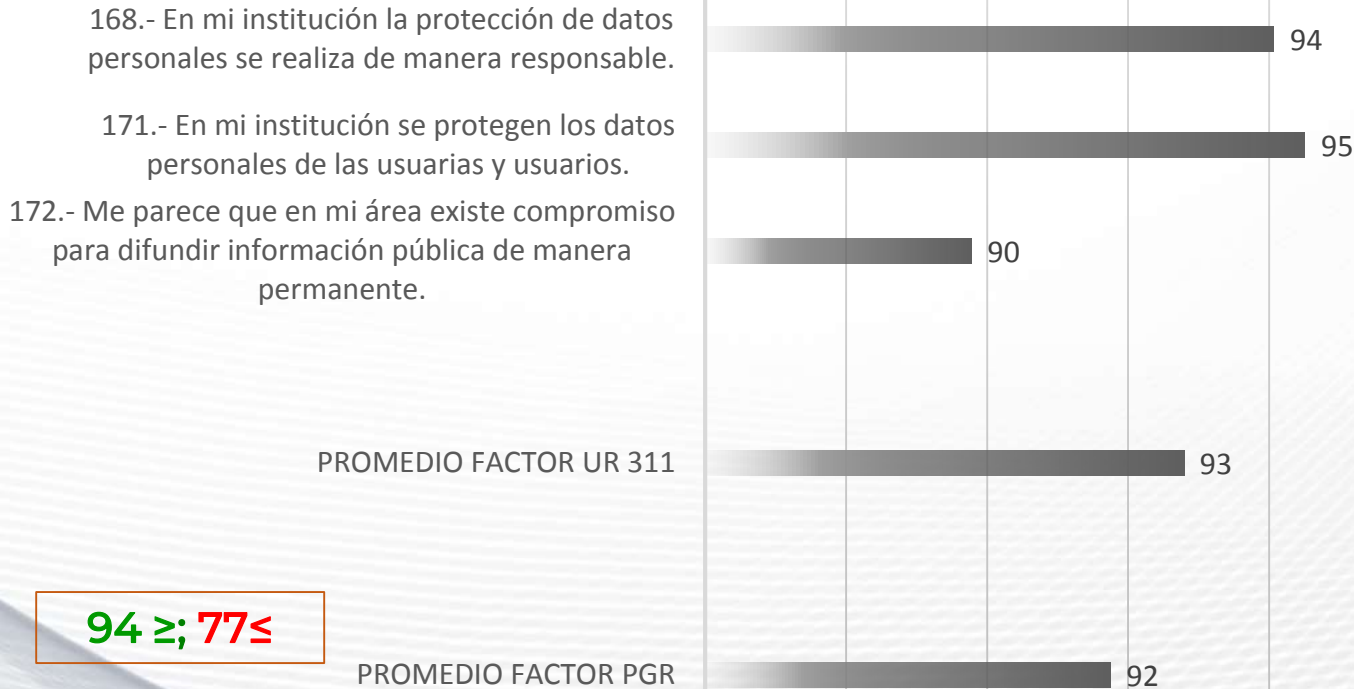 168.- En mi institución la protección de datos
personales se realiza de manera responsable.
94
171.- En mi institución se protegen los datos
personales de las usuarias y usuarios.
95
172.- Me parece que en mi área existe compromiso
para difundir información pública de manera
permanente.
90
PROMEDIO FACTOR UR 311
93
94 ≥; 77≤
PROMEDIO FACTOR PGR
92